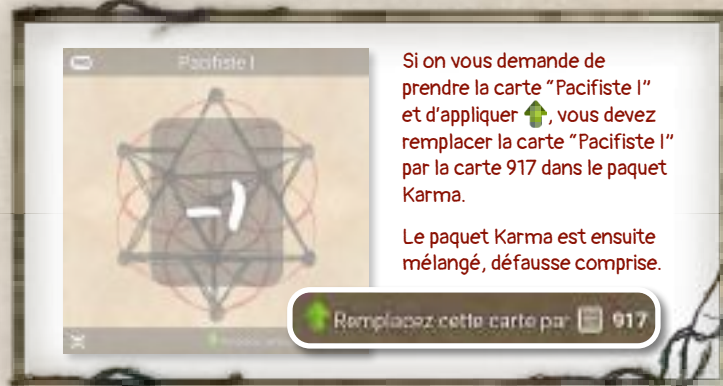 Pacifiste I
Si on vous demande de
prendre la carte “Pacifiste I”
et d'appliquer , vous devez
remplacer la carte “Pacifiste I”
par la carte 917 dans le paquet
Karma.
Le paquet Karma est ensuite
mélangé, défausse comprise.
Remplacez cette carte par 917